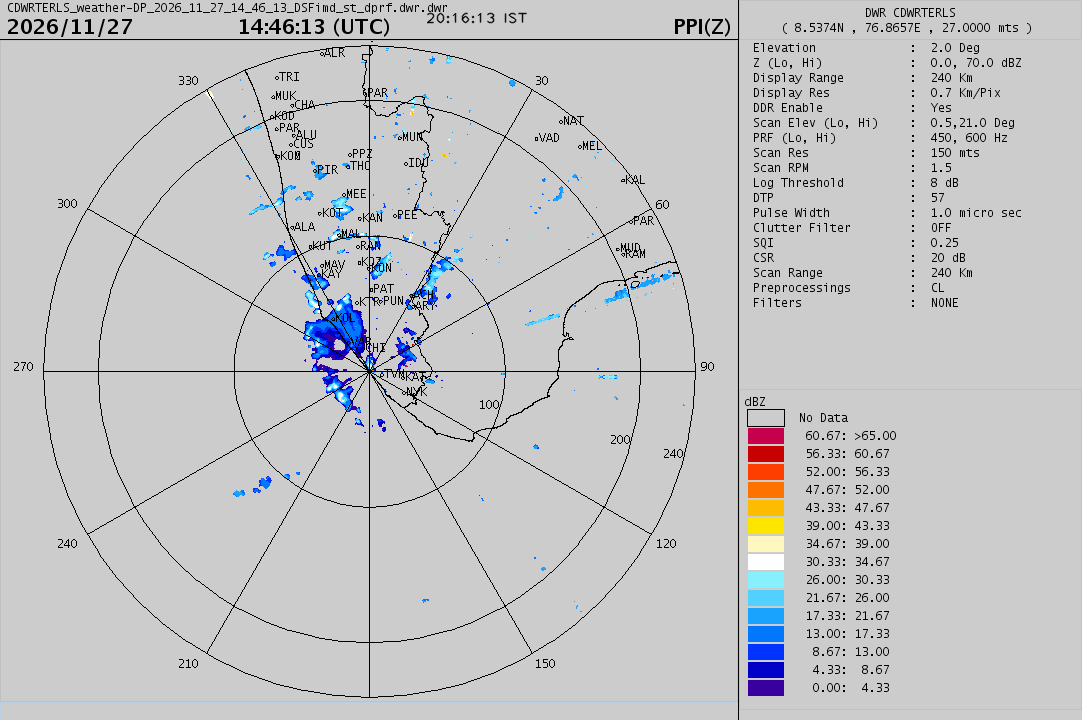 CDWRTERLS_weather-DP_2026_11_27_14_46_13_DSFimd_st_dprf.dwr.dwr
2026/11/27 14:46:13 (UTC) 20:16:13 IST PPI(Z)
DWR CDWRTERLS
( 8.5374N , 76.8657E , 27.0000 mts )
Elevation : 2.0 Deg
Z (Lo, Hi) : 0.0, 70.0 dBZ
Display Range : 240 Km
Display Res : 0.7 Km/Pix
DDR Enable : Yes
Scan Elev (Lo, Hi) : 0.5,21.0 Deg
PRF (Lo, Hi) : 450, 600 Hz
Scan Res : 150 mts
Scan RPM : 1.5
Log Threshold : 8 dB
DTP : 57
Pulse Width : 1.0 micro sec
Clutter Filter : OFF
SQI : 0.25
CSR : 20 dB
Scan Range : 240 Km
Preprocessings : CL
Filters : NONE
dBZ
No Data
60.67: >65.00
56.33: 60.67
52.00: 56.33
47.67: 52.00
43.33: 47.67
39.00: 43.33
34.67: 39.00
30.33: 34.67
26.00: 30.33
21.67: 26.00
17.33: 21.67
13.00: 17.33
8.67: 13.00
4.33: 8.67
0.00: 4.33
ALR
330
TRI
30
MUK
PAR
CHA
KOD
NAT
PAR
ALU
MUN
VAD
CUS
MEL
KOM
PPZ
THO
IDU
PIR
KAL
MEE
300
60
KOT
KAN
PEE
PAR
ALA
MAL
KUT
RAN
MUD
RAM
MAV
KOZ
KON
KAY
PAT
ACH
KTR
PUN
ART
KOL
VAR
CHI
270
90
TVM
KAT
NYK
100
200
240
240
120
210
150